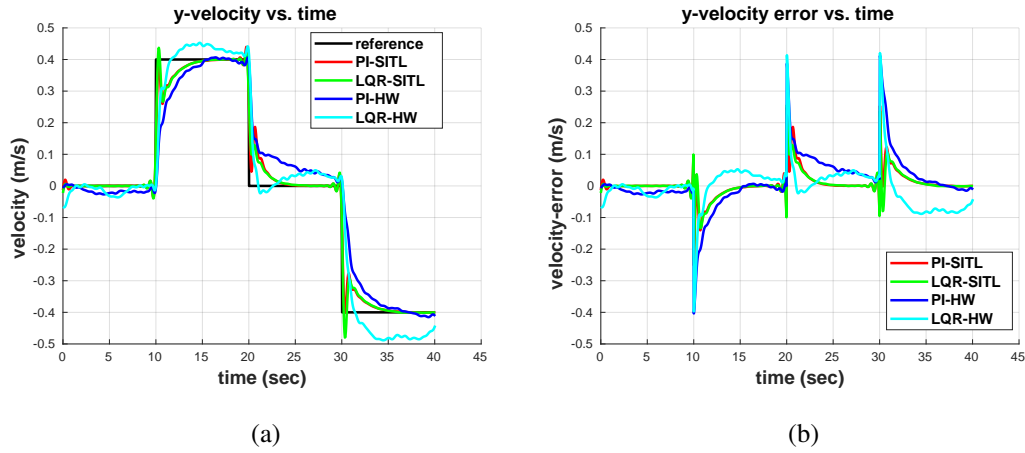 y-velocity vs. time
0.5
0.4
0.3
0.2
0.1
0
-0.1
-0.2
-0.3
-0.4
-0.5
velocity (m/s)
0 5 10 15 20 25 30 35 40 45
time (sec)
reference
PI-SITL
LQR-SITL
PI-HW
LQR-HW
(a)
y-velocity error vs. time
0.5
0.4
0.3
0.2
0.1
0
-0.1
-0.2
-0.3
-0.4
-0.5
velocity-error (m/s)
0 5 10 15 20 25 30 35 40 45
time (sec)
PI-SITL
LQR-SITL
PI-HW
LQR-HW
(b)